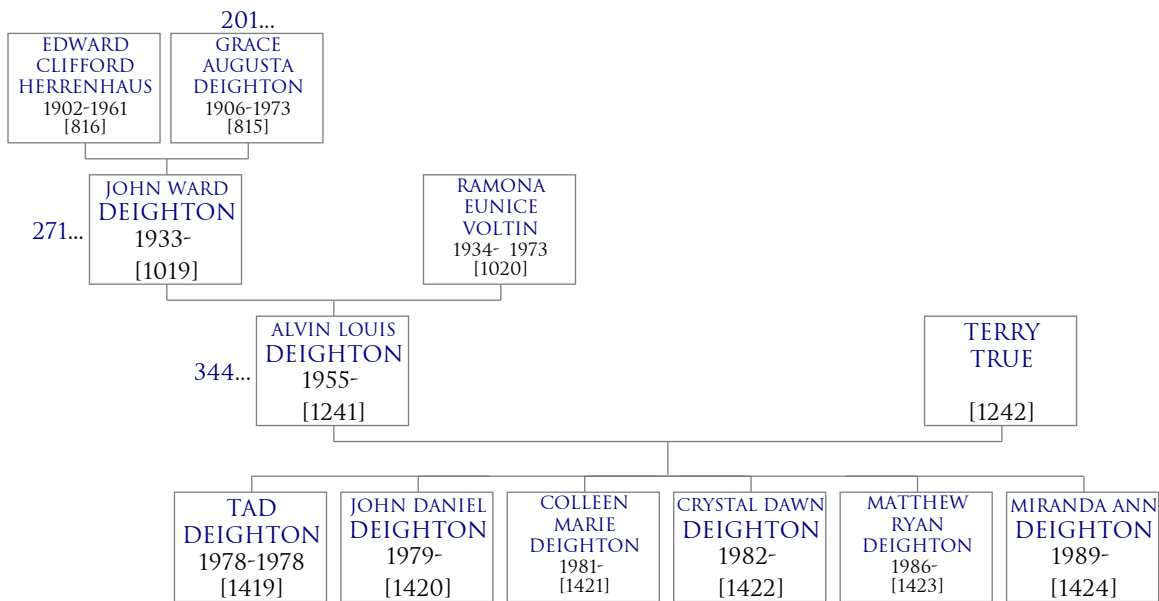 201...
EDWARD
CLIFFORD
HERRENHAUS
1902-1961
[816]
GRACE
AUGUSTA
DEIGHTON
1906-1973
[815]
271...
JOHN WARD
DEIGHTON
1933-
[1019]
RAMONA
EUNICE
VOLTIN
1934- 1973
[1020]
344...
ALVIN LOUIS
DEIGHTON
1955-
[1241]
TERRY
TRUE
[1242]
TAD
DEIGHTON
1978-1978
[1419]
JOHN DANIEL
DEIGHTON
1979-
[1420]
COLLEEN
MARIE
DEIGHTON
1981-
[1421]
CRYSTAL DAWN
DEIGHTON
1982-
[1422]
MATTHEW
RYAN
DEIGHTON
1986-
[1423]
MIRANDA ANN
DEIGHTON
1989-
[1424]